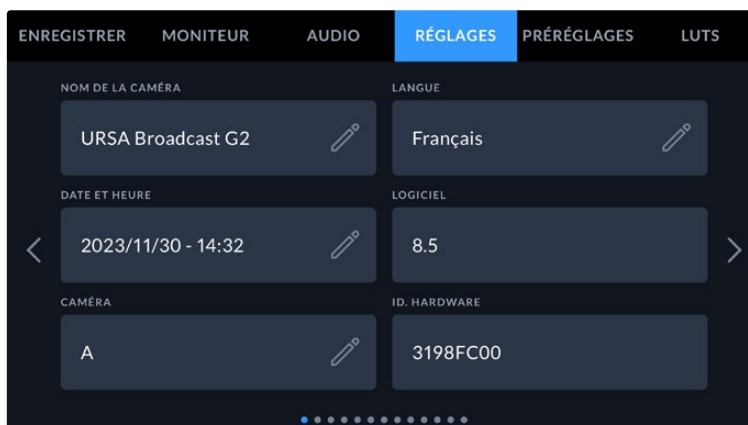 ENREGISTRER MONITEUR AUDIO RÉGLAGES PRÉRÉGLAGES LUTS
NOM DE LA CAMÉRA LANGUE
URSA Broadcast G2 Français
DATE ET HEURE LOGICIEL
2023/11/30 - 14:32 8.5
CAMÉRA ID. HARDWARE
A 3198FC00